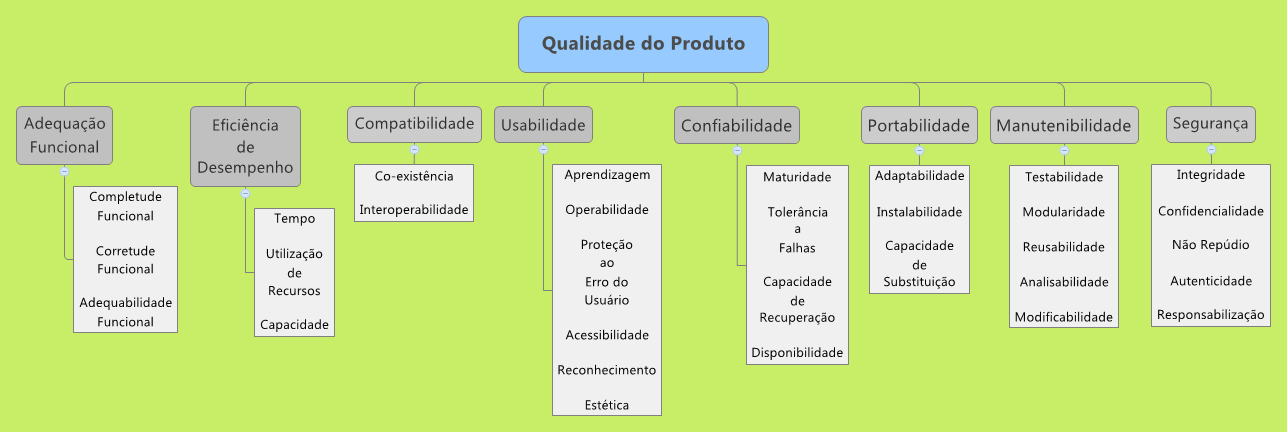 Qualidade do Produto
Adequação
Funcional
Completude
Funcional
Corretude
Funcional
Adequabilidade
Funcional
Eficiência
de
Desempenho
Tempo
Utilização
de
Recursos
Capacidade
Compatibilidade
Co-existência
Interoperabilidade
Usabilidade
Aprendizagem
Operabilidade
Proteção
ao
Erro do
Usuário
Acessibilidade
Reconhecimento
Estética
Confiabilidade
Maturidade
Tolerância
a
Falhas
Capacidade
de
Recuperação
Disponibilidade
Portabilidade
Adaptabilidade
Instalabilidade
Capacidade
de
Substituição
Manutenibilidade
Testabilidade
Modularidade
Reusabilidade
Analisabilidade
Modificabilidade
Segurança
Integridade
Confidencialidade
Não Repúdio
Autenticidade
Responsabilização